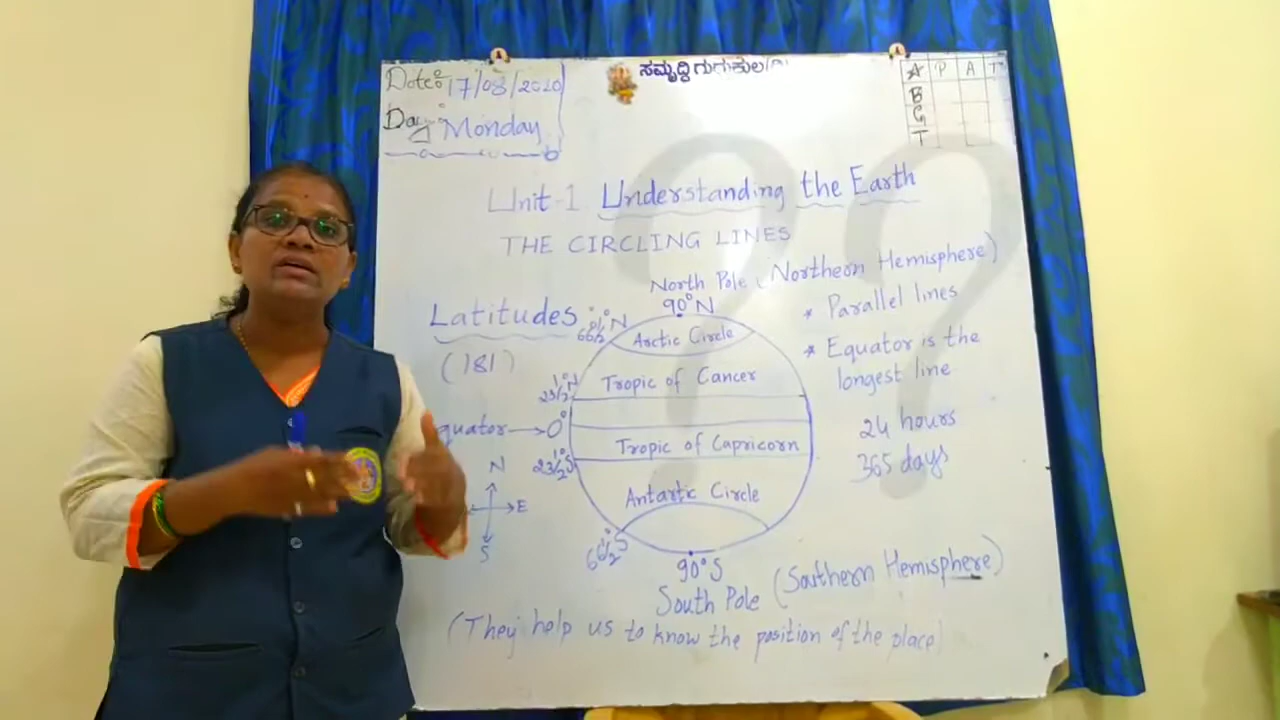 Date: 17/08/2020
Day: Monday
ಸಮೃದ್ಧಿ ಗುರುಕುಲ
A P A T
B
G
T
Unit-1 Understanding the Earth
THE CIRCLING LINES
North Pole (Northern Hemisphere)
90°N
Latitudes
(181)
66½°N
Arctic Circle
* Parallel lines
* Equator is the
longest line
23½°N
Tropic of Cancer
quator → 0°
Tropic of Capricorn
23½°S
24 hours
365 days
N
E
S
Antartic Circle
66½°S
90°S
South Pole (Southern Hemisphere)
(They help us to know the position of the place)
? ?